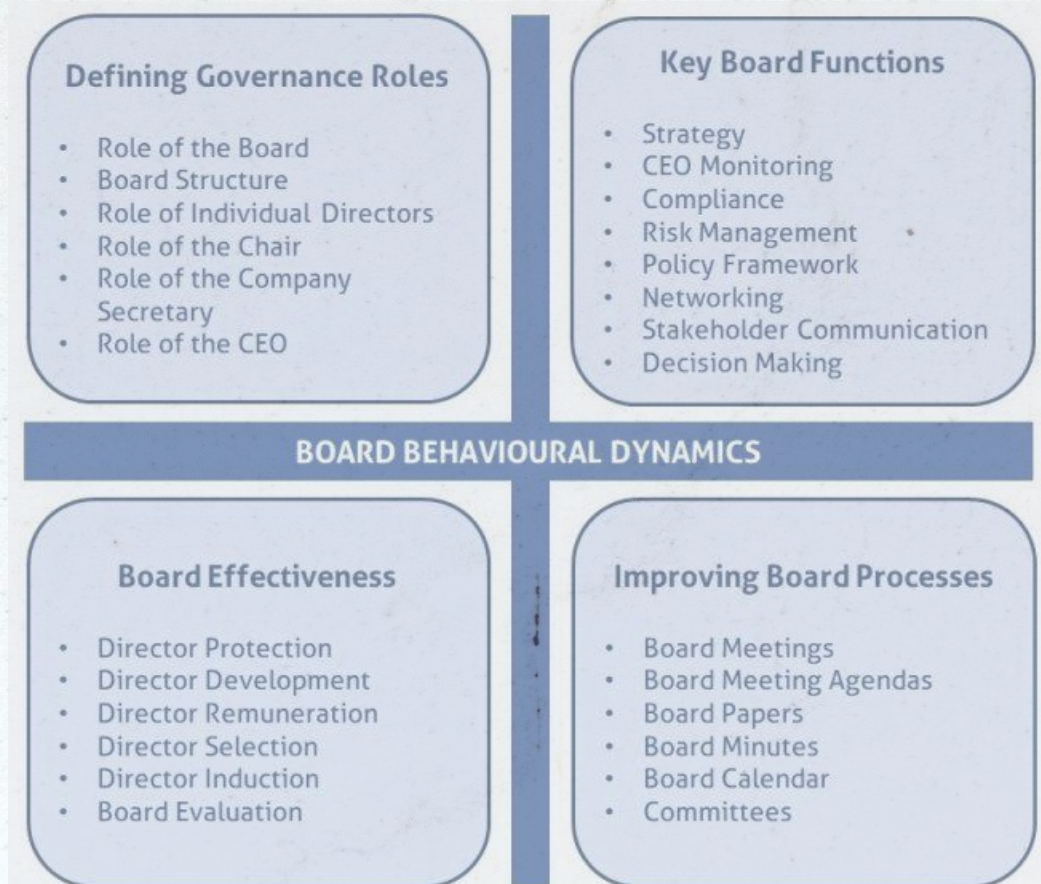 Defining Governance Roles
• Role of the Board
• Board Structure
• Role of Individual Directors
• Role of the Chair
• Role of the Company
Secretary
• Role of the CEO
Key Board Functions
• Strategy
• CEO Monitoring
• Compliance
• Risk Management
• Policy Framework
• Networking
• Stakeholder Communication
• Decision Making
BOARD BEHAVIOURAL DYNAMICS
Board Effectiveness
• Director Protection
• Director Development
• Director Remuneration
• Director Selection
• Director Induction
• Board Evaluation
Improving Board Processes
• Board Meetings
• Board Meeting Agendas
• Board Papers
• Board Minutes
• Board Calendar
• Committees